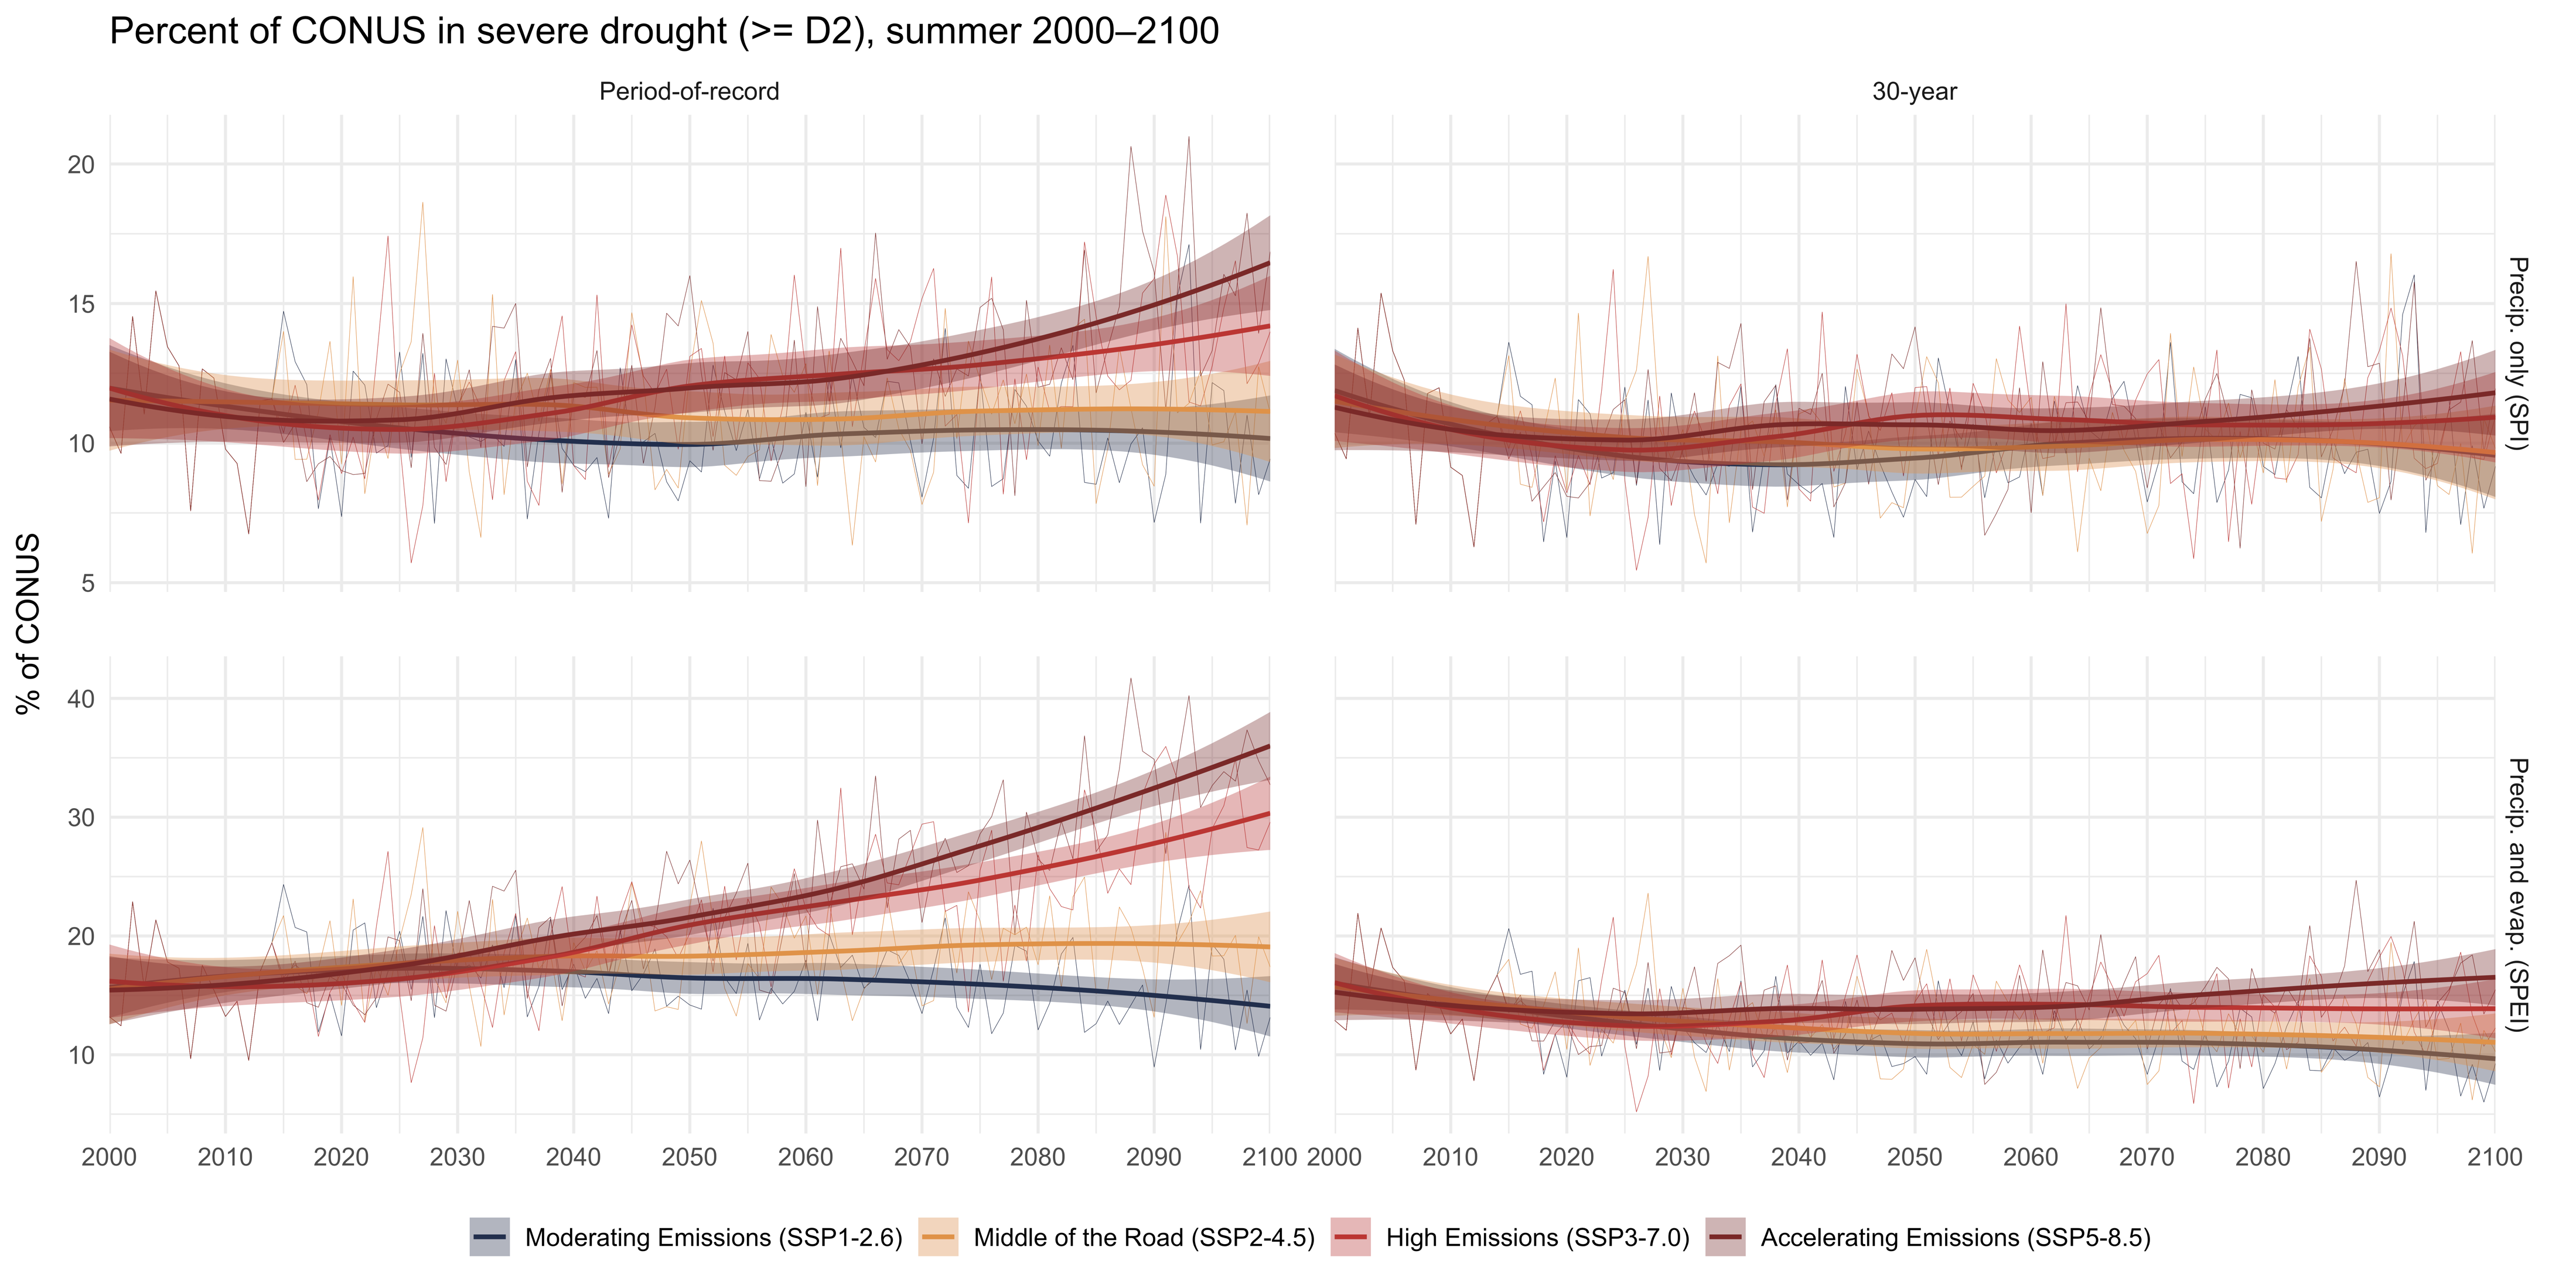 Percent of CONUS in severe drought (>= D2), summer 2000–2100
Period-of-record
30-year
20
15
10
5
Precip. only (SPI)
% of CONUS
40
30
20
10
Precip. and evap. (SPEI)
2000 2010 2020 2030 2040 2050 2060 2070 2080 2090 2100
2000 2010 2020 2030 2040 2050 2060 2070 2080 2090 2100
Moderating Emissions (SSP1-2.6)
Middle of the Road (SSP2-4.5)
High Emissions (SSP3-7.0)
Accelerating Emissions (SSP5-8.5)